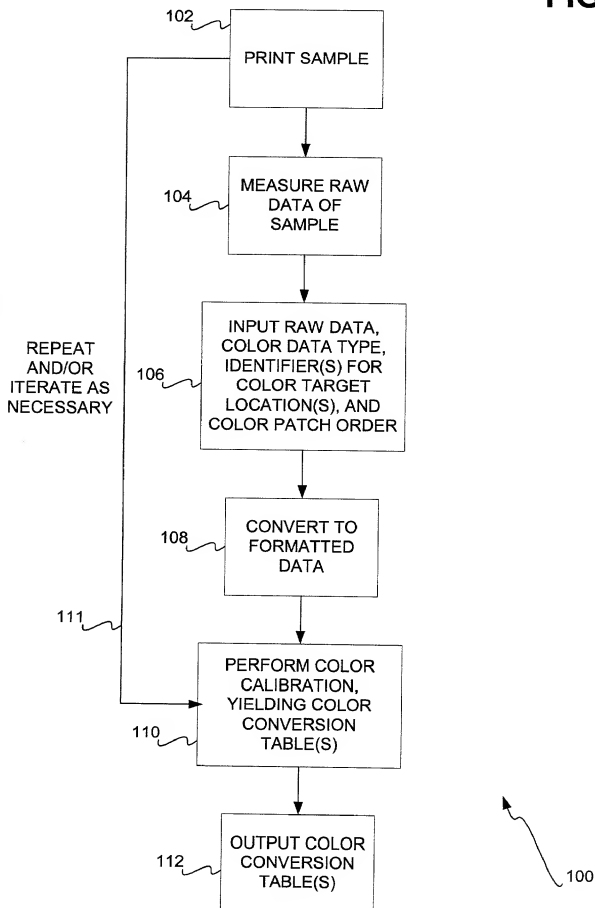 102
PRINT SAMPLE
104
MEASURE RAW
DATA OF
SAMPLE
REPEAT
AND/OR
ITERATE AS
NECESSARY
106
INPUT RAW DATA,
COLOR DATA TYPE,
IDENTIFIER(S) FOR
COLOR TARGET
LOCATION(S), AND
COLOR PATCH ORDER
108
CONVERT TO
FORMATTED
DATA
111
110
PERFORM COLOR
CALIBRATION,
YIELDING COLOR
CONVERSION
TABLE(S)
112
OUTPUT COLOR
CONVERSION
TABLE(S)
100